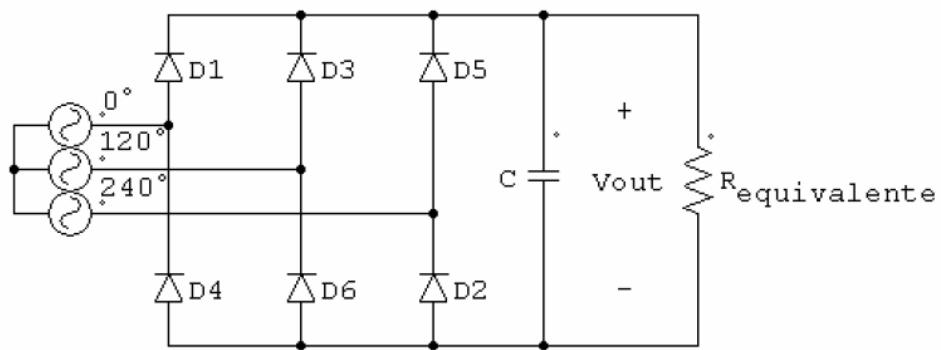 D1
D3
D5
0°
120°
240°
+
C
Vout
Requivalente
D4
D6
D2
-